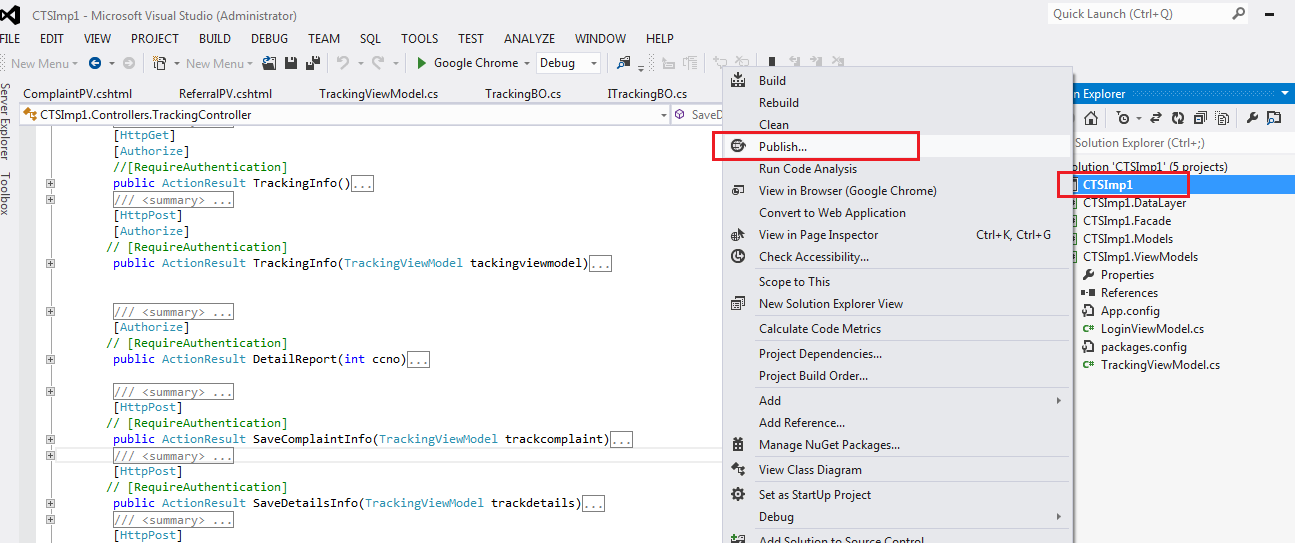 CTSImp1 - Microsoft Visual Studio (Administrator)
Quick Launch (Ctrl+Q)
FILE EDIT VIEW PROJECT BUILD DEBUG TEAM SQL TOOLS TEST ANALYZE WINDOW HELP
New Menu New Menu Google Chrome Debug
Server Explorer
Toolbox
ComplaintPV.cshtml ReferralPV.cshtml TrackingViewModel.cs TrackingBO.cs ITrackingBO.cs
CTSImp1.Controllers.TrackingController SaveD
[HttpGet]
[Authorize]
//[RequireAuthentication]
public ActionResult TrackingInfo()...
/// <summary> ...
[HttpPost]
[Authorize]
// [RequireAuthentication]
public ActionResult TrackingInfo(TrackingViewModel tackingviewmodel)...
/// <summary> ...
[Authorize]
// [RequireAuthentication]
public ActionResult DetailReport(int ccno)...
/// <summary> ...
[HttpPost]
// [RequireAuthentication]
public ActionResult SaveComplaintInfo(TrackingViewModel trackcomplaint)...
/// <summary> ...
[HttpPost]
// [RequireAuthentication]
public ActionResult SaveDetailsInfo(TrackingViewModel trackdetails)...
/// <summary> ...
[HttpPost]
Build
Rebuild
Clean
Publish...
Run Code Analysis
View in Browser (Google Chrome)
Convert to Web Application
View in Page Inspector Ctrl+K, Ctrl+G
Check Accessibility...
Scope to This
New Solution Explorer View
Calculate Code Metrics
Project Dependencies...
Project Build Order...
Add
Add Reference...
Manage NuGet Packages...
View Class Diagram
Set as StartUp Project
Debug
Add Solution to Source Control
n Explorer
Solution Explorer (Ctrl+;)
olution 'CTSImp1' (5 projects)
CTSImp1
CTSImp1.DataLayer
CTSImp1.Facade
CTSImp1.Models
CTSImp1.ViewModels
Properties
References
App.config
C# LoginViewModel.cs
packages.config
C# TrackingViewModel.cs